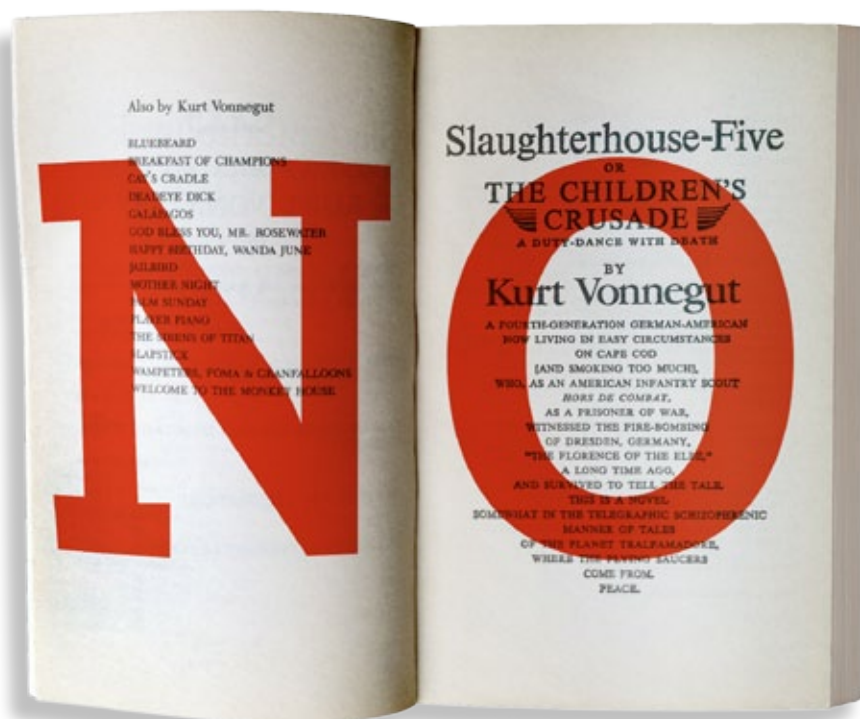 Also by Kurt Vonnegut
BLUEBEARD
BREAKFAST OF CHAMPIONS
CAT'S CRADLE
DEADEYE DICK
GALÁPAGOS
GOD BLESS YOU, MR. ROSEWATER
HAPPY BIRTHDAY, WANDA JUNE
JAILBIRD
MOTHER NIGHT
PALM SUNDAY
PLAYER PIANO
THE SIRENS OF TITAN
SLAPSTICK
WAMPETERS, FOMA & GRANFALLOONS
WELCOME TO THE MONKEY HOUSE
NO
Slaughterhouse-Five
OR
THE CHILDREN'S
CRUSADE
A DUTY-DANCE WITH DEATH
BY
Kurt Vonnegut
A FOURTH-GENERATION GERMAN-AMERICAN
NOW LIVING IN EASY CIRCUMSTANCES
ON CAPE COD
[AND SMOKING TOO MUCH],
WHO, AS AN AMERICAN INFANTRY SCOUT
HORS DE COMBAT,
AS A PRISONER OF WAR,
WITNESSED THE FIRE-BOMBING
OF DRESDEN, GERMANY,
"THE FLORENCE OF THE ELBE,"
A LONG TIME AGO,
AND SURVIVED TO TELL THE TALE.
THIS IS A NOVEL
SOMEWHAT IN THE TELEGRAPHIC SCHIZOPHRENIC
MANNER OF TALES
OF THE PLANET TRALFAMADORE,
WHERE THE FLYING SAUCERS
COME FROM.
PEACE.